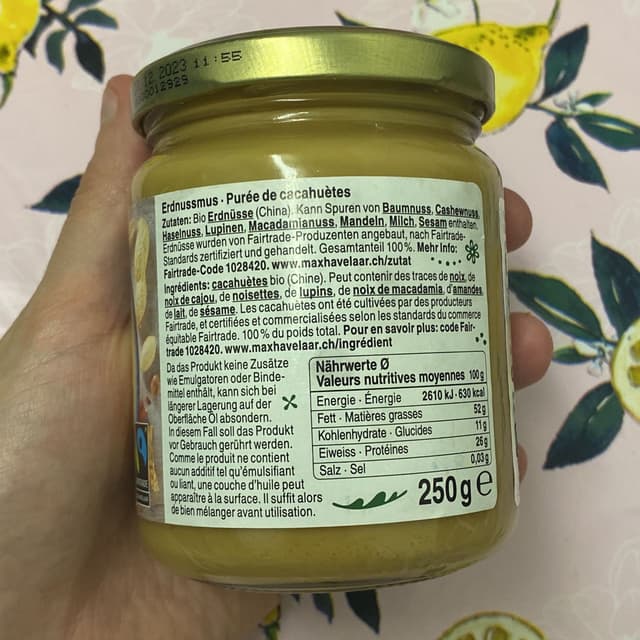 12 2023 11:55
Erdnussmus · Purée de cacahuètes
Zutaten: Bio Erdnüsse (China). Kann Spuren von Baumnuss, Cashewnuss,
Haselnuss, Lupinen, Macadamianuss, Mandeln, Milch, Sesam enthalten.
Erdnüsse wurden von Fairtrade-Produzenten angebaut, nach Fairtrade-
Standards zertifiziert und gehandelt. Gesamtanteil 100%. Mehr Info:
Fairtrade-Code 1028420. www.maxhavelaar.ch/zutat
Ingrédients: cacahuètes bio (Chine). Peut contenir des traces de noix, de
noix de cajou, de noisettes, de lupins, de noix de macadamia, d'amandes,
de lait, de sésame. Les cacahuètes ont été cultivées par des producteurs
Fairtrade, et certifiées et commercialisées selon les standards du commerce
équitable Fairtrade. 100% du poids total. Pour en savoir plus: code Fair-
trade 1028420. www.maxhavelaar.ch/ingrédient
Da das Produkt keine Zusätze
wie Emulgatoren oder Binde-
mittel enthält, kann sich bei
längerer Lagerung auf der
Oberfläche Öl absondern.
In diesem Fall soll das Produkt
vor Gebrauch gerührt werden.
Comme le produit ne contient
aucun additif tel qu'émulsifiant
ou liant, une couche d'huile peut
apparaître à la surface. Il suffit alors
de bien mélanger avant utilisation.
Nährwerte Ø
Valeurs nutritives moyennes 100g
Energie · Énergie 2610 kJ · 630 kcal
Fett · Matières grasses 52g
Kohlenhydrate · Glucides 11g
Eiweiss · Protéines 26g
Salz · Sel 0,03g
250g e